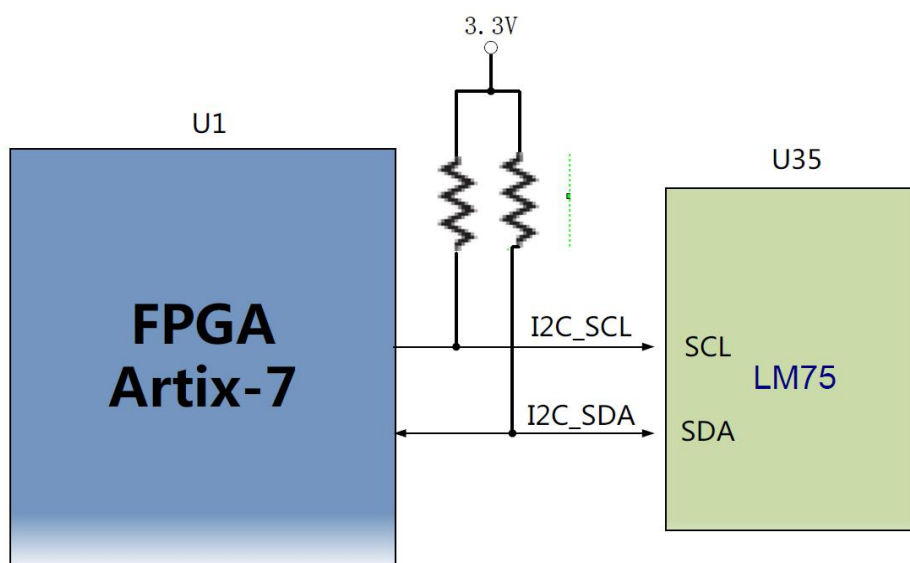 3.3V
U1
U35
FPGA
Artix-7
I2C_SCL
SCL
LM75
I2C_SDA
SDA